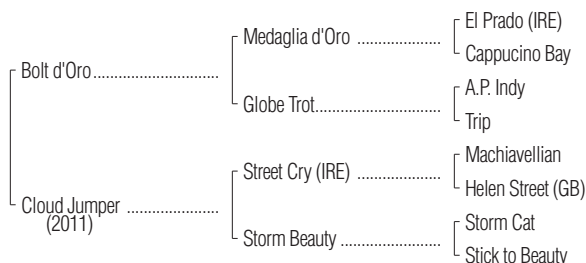 El Prado (IRE)
Medaglia d'Oro ........................
Cappucino Bay
Bolt d'Oro....................................
A.P. Indy
Globe Trot....................................
Trip
Machiavellian
Street Cry (IRE) ........................
Helen Street (GB)
Cloud Jumper ...........................
(2011)
Storm Cat
Storm Beauty .............................
Stick to Beauty